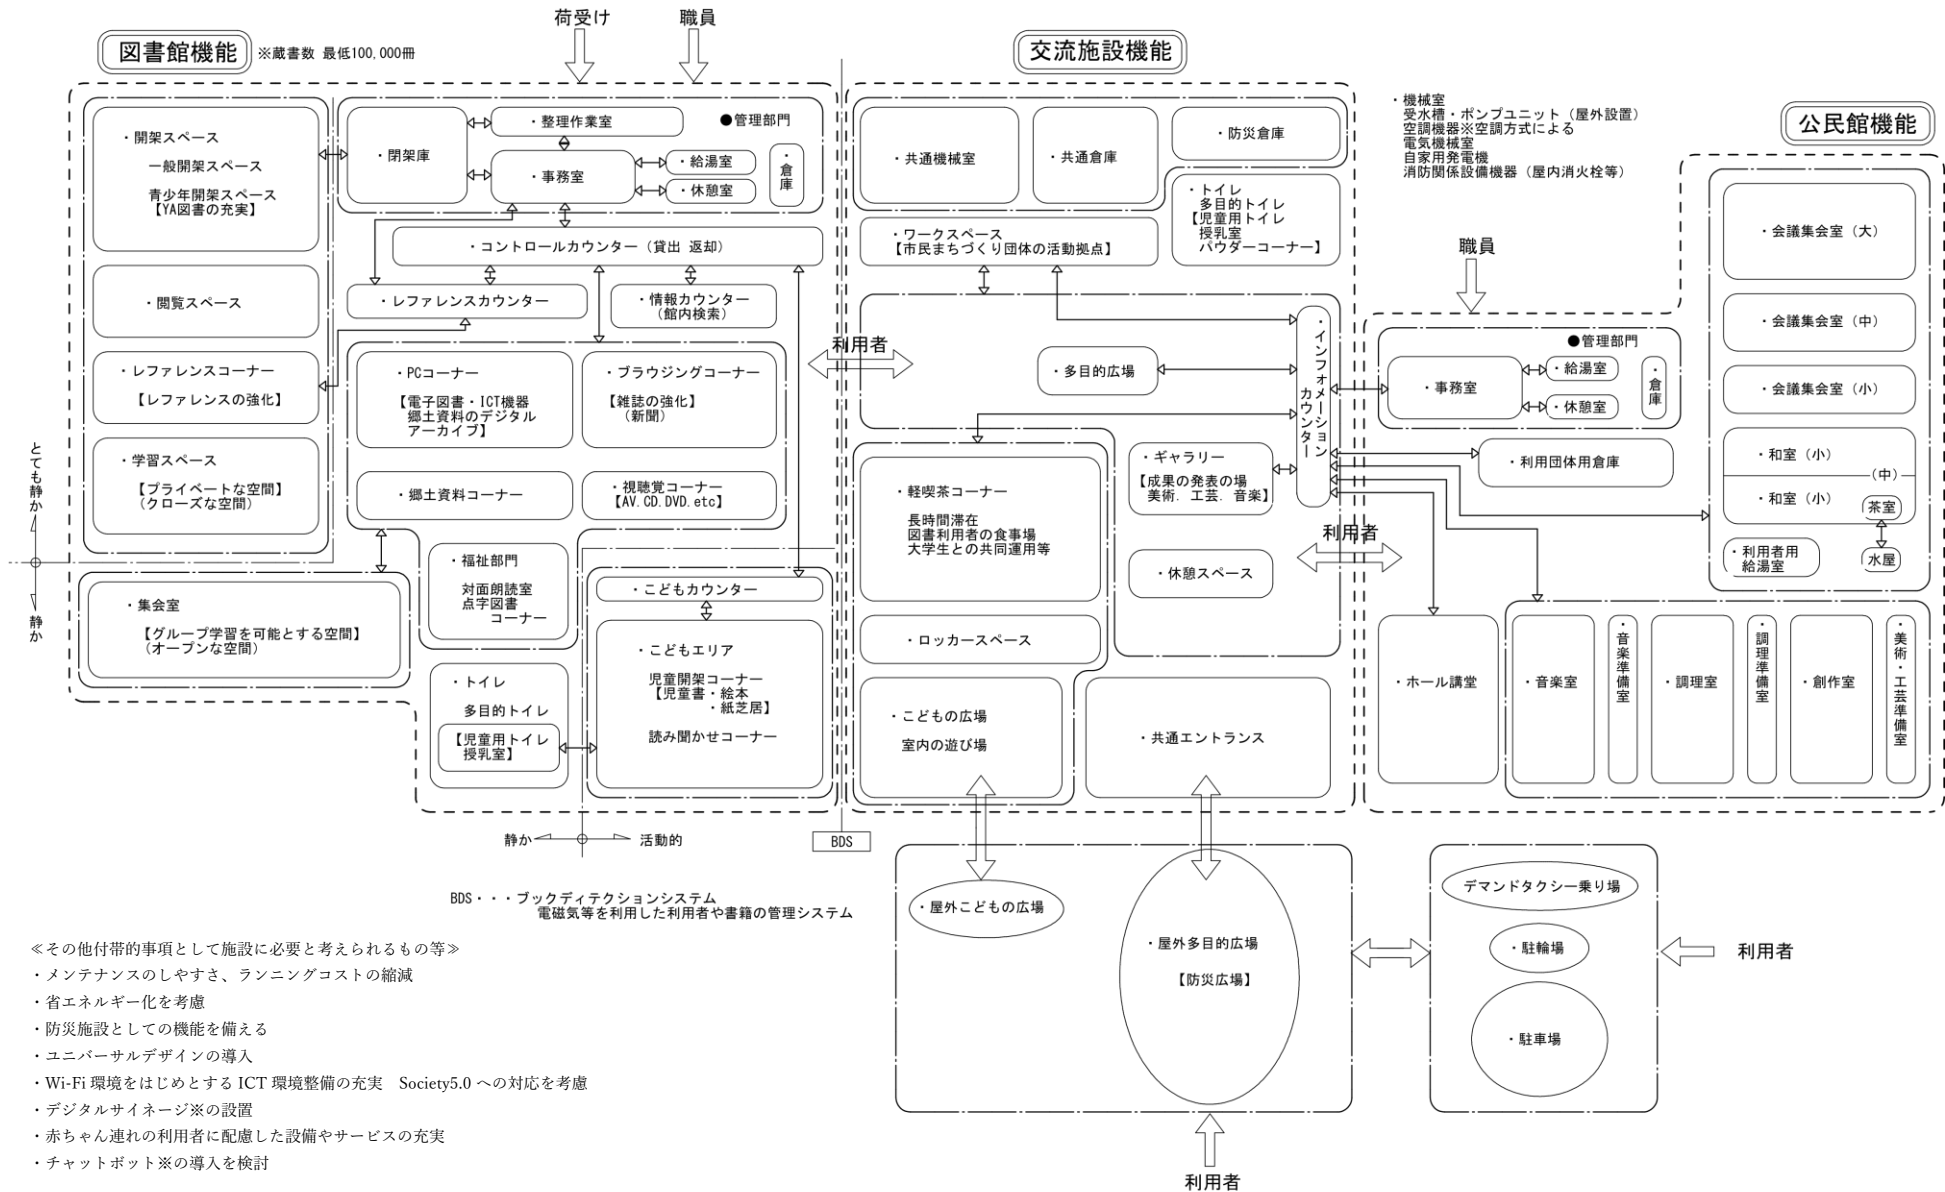 荷受け
職員
図書館機能
※蔵書数 最低100,000冊
・開架スペース
一般開架スペース
青少年開架スペース
【YA図書の充実】
・閲覧スペース
・レファレンスコーナー
【レファレンスの強化】
・学習スペース
【プライベートな空間】
(クローズな空間)
・閉架庫
・整理作業室
●管理部門
・事務室
・給湯室
・休憩室
・倉庫
・コントロールカウンター(貸出 返却)
・レファレンスカウンター
・情報カウンター
(館内検索)
・PCコーナー
【電子図書・ICT機器
郷土資料のデジタル
アーカイブ】
・ブラウジングコーナー
【雑誌の強化】
(新聞)
・郷土資料コーナー
・視聴覚コーナー
【AV.CD.DVD.etc】
・福祉部門
対面朗読室
点字図書
コーナー
・集会室
【グループ学習を可能とする空間】
(オープンな空間)
・こどもカウンター
・こどもエリア
児童開架コーナー
【児童書・絵本
・紙芝居】
読み聞かせコーナー
・トイレ
多目的トイレ
【児童用トイレ
授乳室】
とても静か
静か
静か
活動的
BDS
BDS・・・ブックディテクションシステム
電磁気等を利用した利用者や書籍の管理システム
交流施設機能
・共通機械室
・共通倉庫
・防災倉庫
・トイレ
多目的トイレ
【児童用トイレ
授乳室
パウダーコーナー】
・ワークスペース
【市民まちづくり団体の活動拠点】
利用者
・多目的広場
・インフォメーション
カウンター
・ギャラリー
【成果の発表の場
美術. 工芸. 音楽】
・軽喫茶コーナー
長時間滞在
図書利用者の食事場
大学生との共同運用等
・休憩スペース
・ロッカースペース
・こどもの広場
室内の遊び場
・共通エントランス
利用者
・機械室
受水槽・ポンプユニット(屋外設置)
空調機器※空調方式による
電気機械室
自家用発電機
消防関係設備機器(屋内消火栓等)
公民館機能
職員
●管理部門
・事務室
・給湯室
・休憩室
・倉庫
・利用団体用倉庫
・会議集会室(大)
・会議集会室(中)
・会議集会室(小)
・和室(小)
(中)
・和室(小)
茶室
・利用者用
給湯室
水屋
・ホール講堂
・音楽室
・音楽準備室
・調理室
・調理準備室
・創作室
・美術・工芸準備室
・屋外こどもの広場
・屋外多目的広場
【防災広場】
デマンドタクシー乗り場
・駐輪場
・駐車場
利用者
利用者
≪その他付帯的事項として施設に必要と考えられるもの等≫
・メンテナンスのしやすさ、ランニングコストの縮減
・省エネルギー化を考慮
・防災施設としての機能を備える
・ユニバーサルデザインの導入
・Wi-Fi 環境をはじめとする ICT 環境整備の充実 Society5.0 への対応を考慮
・デジタルサイネージ※の設置
・赤ちゃん連れの利用者に配慮した設備やサービスの充実
・チャットボット※の導入を検討